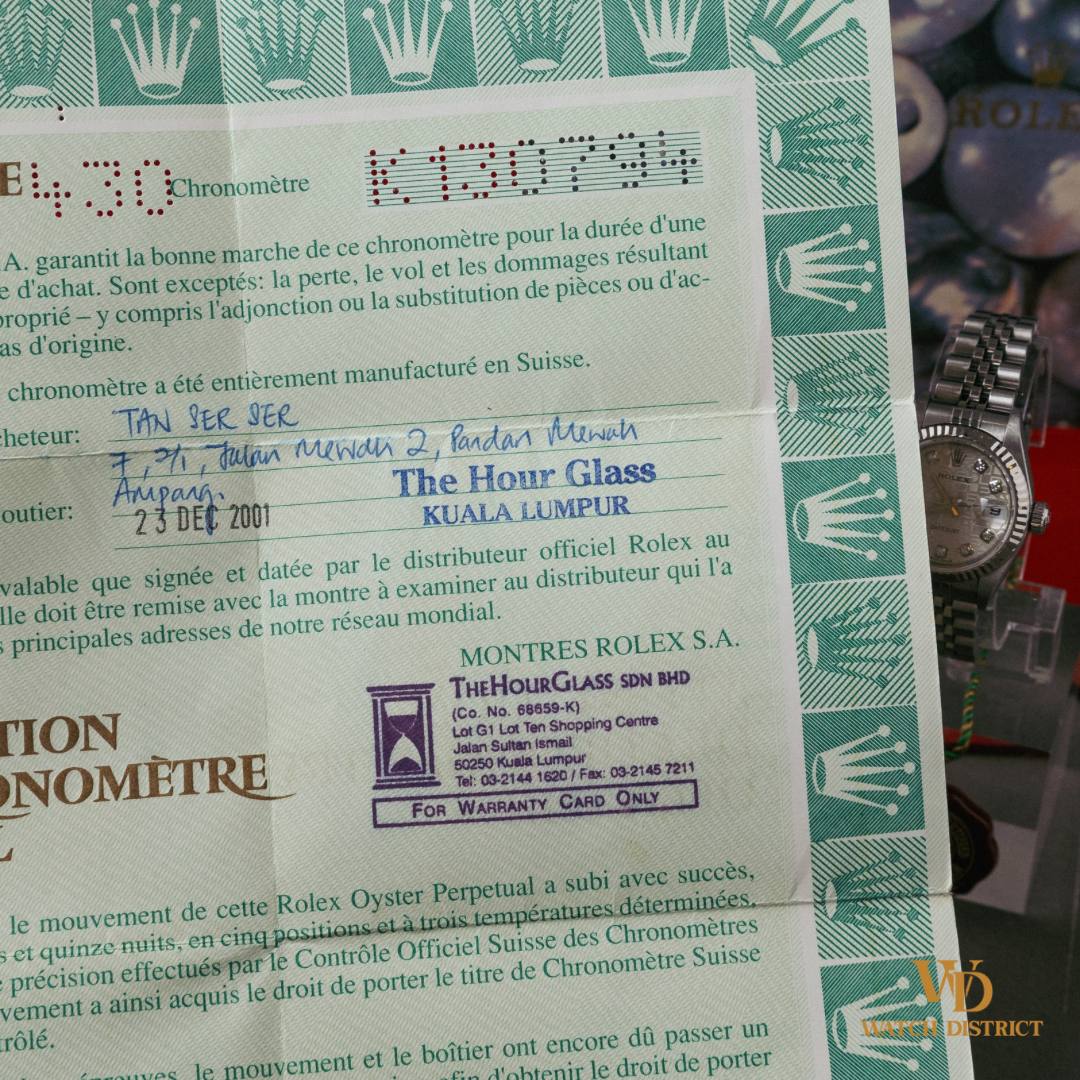 E 430 Chronomètre K130794
ROLE
A. garantit la bonne marche de ce chronomètre pour la durée d'une
e d'achat. Sont exceptés: la perte, le vol et les dommages résultant
proprié – y compris l'adjonction ou la substitution de pièces ou d'ac-
as d'origine.
chronomètre a été entièrement manufacturé en Suisse.
cheteur: TAN SER SER
7, 2/1, Jalan Mewah 2, Pandan Mewah
Ampang.
The Hour Glass
KUALA LUMPUR
outier: 23 DEC 2001
ROLEX
valable que signée et datée par le distributeur officiel Rolex au
lle doit être remise avec la montre à examiner au distributeur qui l'a
s principales adresses de notre réseau mondial.
MONTRES ROLEX S.A.
THEHOURGLASS SDN BHD
(Co. No. 68659-K)
Lot G1 Lot Ten Shopping Centre
Jalan Sultan Ismail
50250 Kuala Lumpur
Tel: 03-2144 1620 / Fax: 03-2145 7211
FOR WARRANTY CARD ONLY
TION
ONOMÈTRE
L
le mouvement de cette Rolex Oyster Perpetual a subi avec succès,
s et quinze nuits, en cinq positions et à trois températures déterminées,
e précision effectués par le Contrôle Officiel Suisse des Chronomètres
vement a ainsi acquis le droit de porter le titre de Chronomètre Suisse
trôlé.
épreuves, le mouvement et le boîtier ont encore dû passer un
afin d'obtenir le droit de porter
WD
WATCH DISTRICT